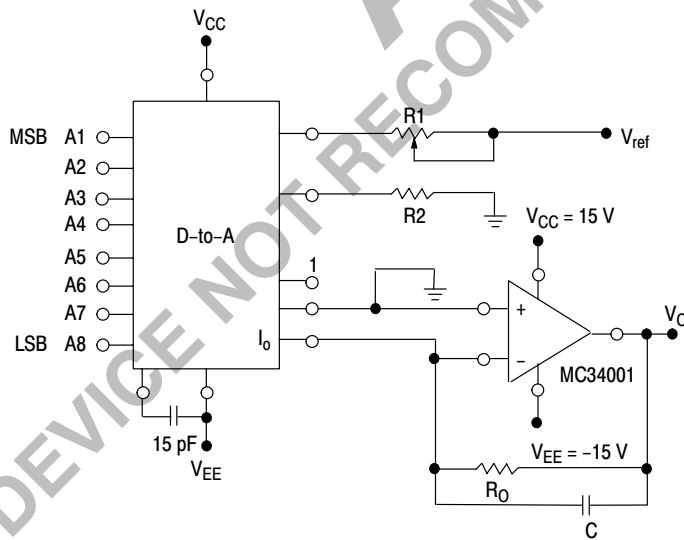 V_CC
MSB A1
A2
A3
A4
A5
A6
A7
LSB A8
D-to-A
R1
V_ref
R2
1
I_o
V_CC = 15 V
+
−
MC34001
V_O
V_EE = −15 V
R_O
C
15 pF
V_EE
DEVICE NOT RECOM